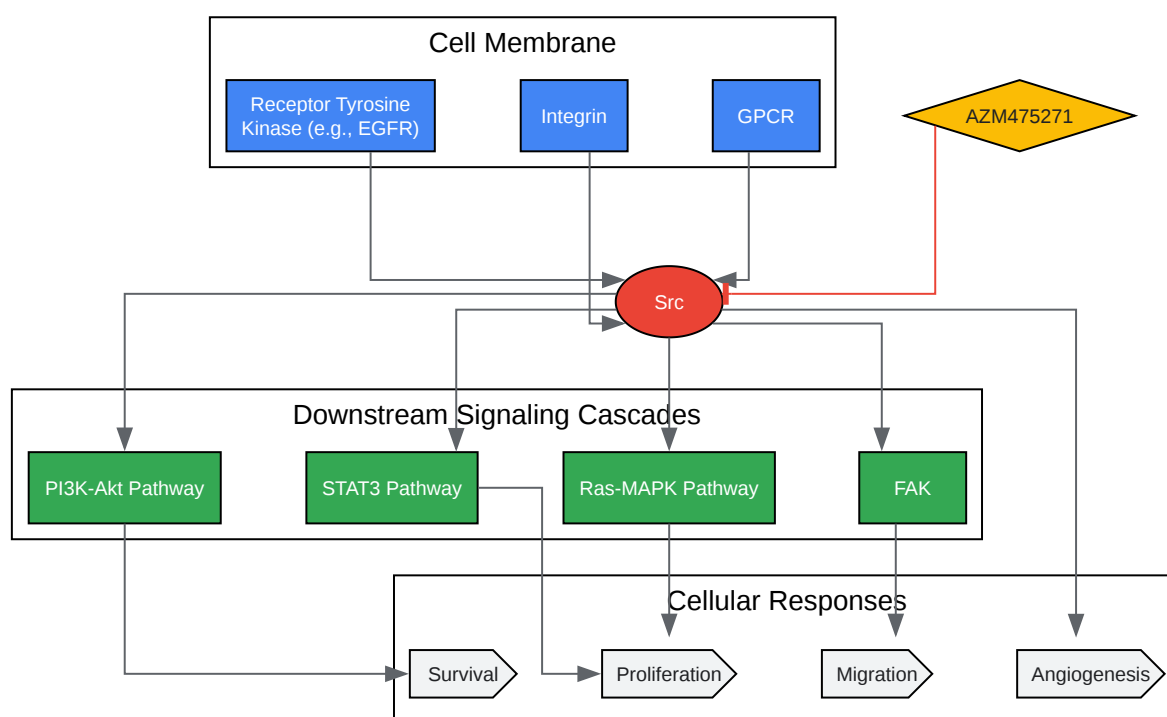 Cell Membrane
Receptor Tyrosine
Kinase (e.g., EGFR)
Integrin
GPCR
AZM475271
Src
Downstream Signaling Cascades
PI3K-Akt Pathway
STAT3 Pathway
Ras-MAPK Pathway
FAK
Cellular Responses
Survival
Proliferation
Migration
Angiogenesis